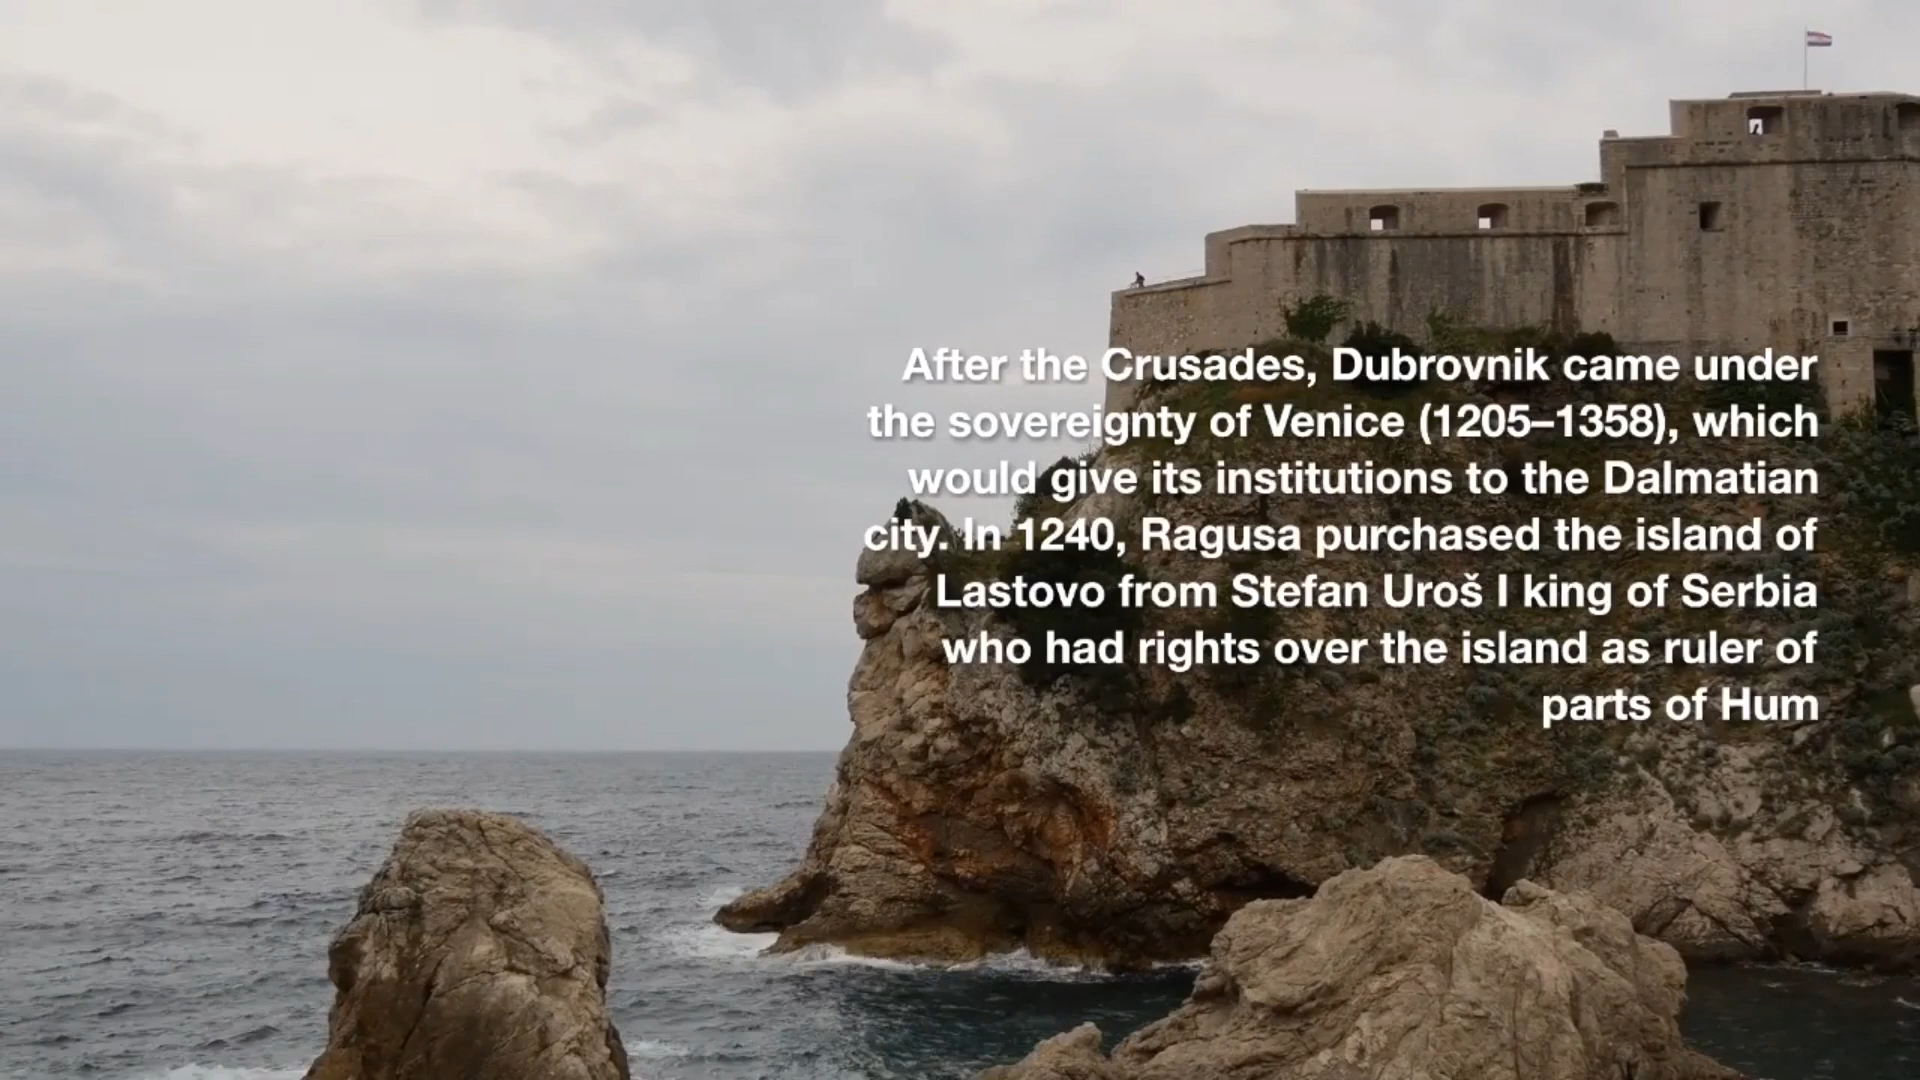 After the Crusades, Dubrovnik came under
the sovereignty of Venice (1205–1358), which
would give its institutions to the Dalmatian
city. In 1240, Ragusa purchased the island of
Lastovo from Stefan Uroš I king of Serbia
who had rights over the island as ruler of
parts of Hum